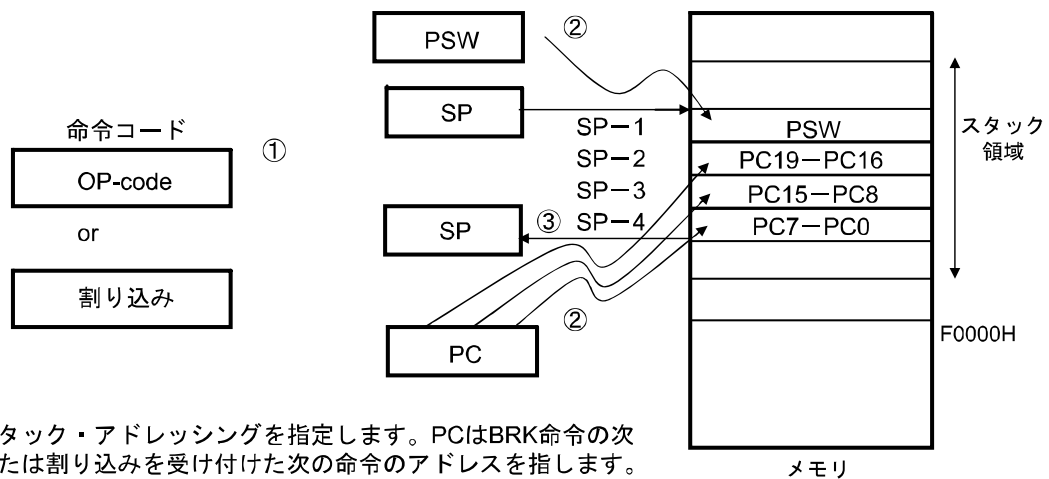 PSW
②
SP
SP－1
SP－2
SP－3
SP－4
命令コード
①
OP-code
or
割り込み
SP
③
②
PC
PSW
PC19－PC16
PC15－PC8
PC7－PC0
スタック
領域
F0000H
メモリ
タック・アドレッシングを指定します。PCはBRK命令の次
たは割り込みを受け付けた次の命令のアドレスを指します。